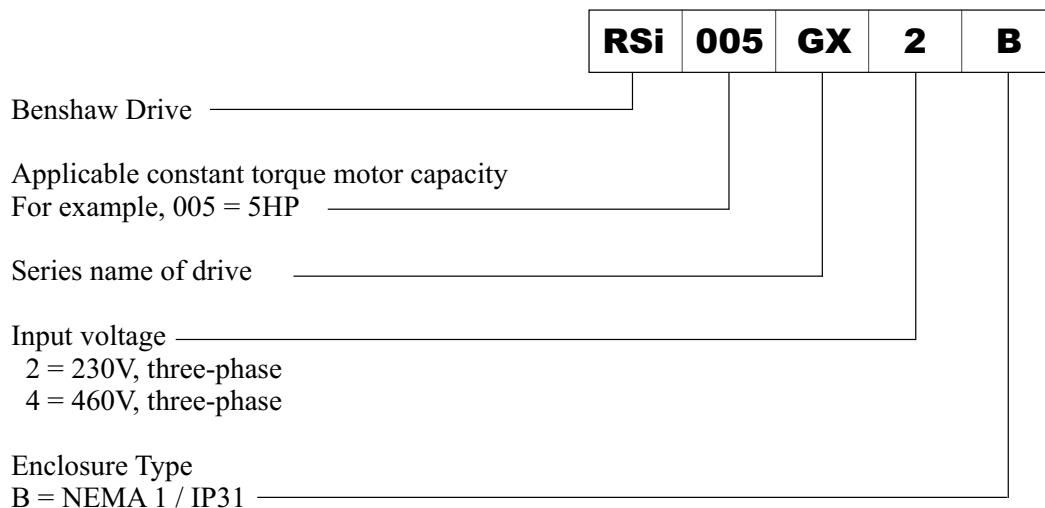 RSi 005 GX 2 B
Benshaw Drive
Applicable constant torque motor capacity
For example, 005 = 5HP
Series name of drive
Input voltage
2 = 230V, three-phase
4 = 460V, three-phase
Enclosure Type
B = NEMA 1 / IP31